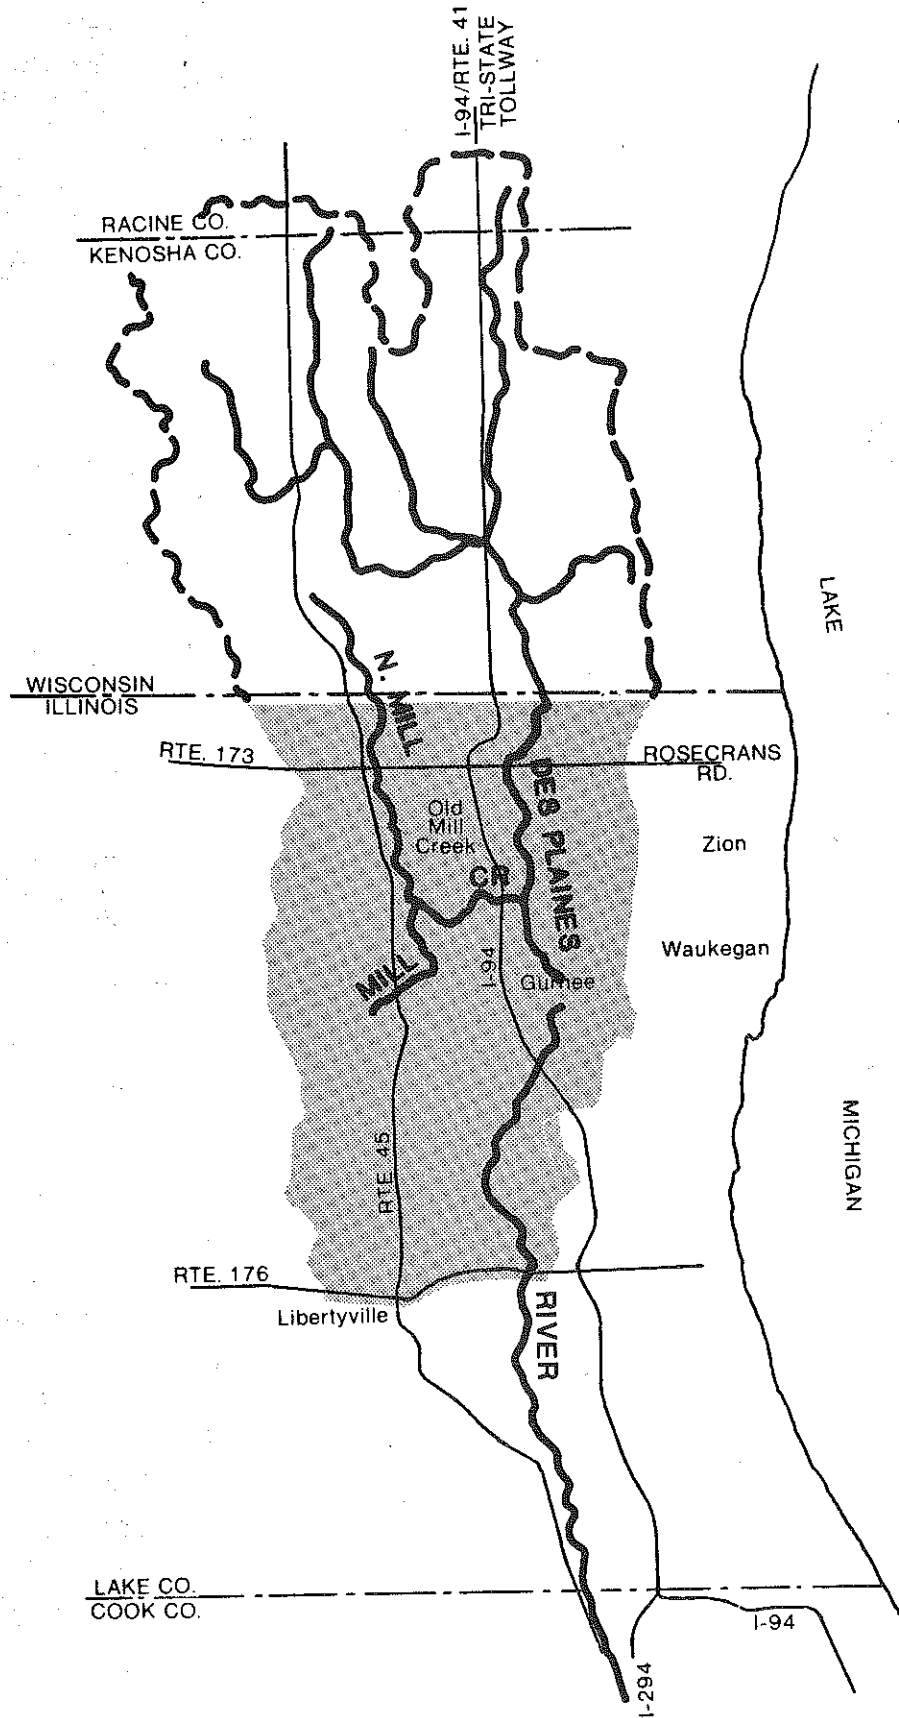 I-94/RTE. 41
TRI-STATE
TOLLWAY
RACINE CO.
KENOSHA CO.
LAKE
N. MILL
WISCONSIN
ILLINOIS
RTE. 173
ROSECRANS
RD.
DES PLAINES
Old
Mill
Creek
Zion
CR
Waukegan
MILL
I-94
Gurnee
MICHIGAN
RTE. 45
RTE. 176
RIVER
Libertyville
LAKE CO.
COOK CO.
I-94
I-294